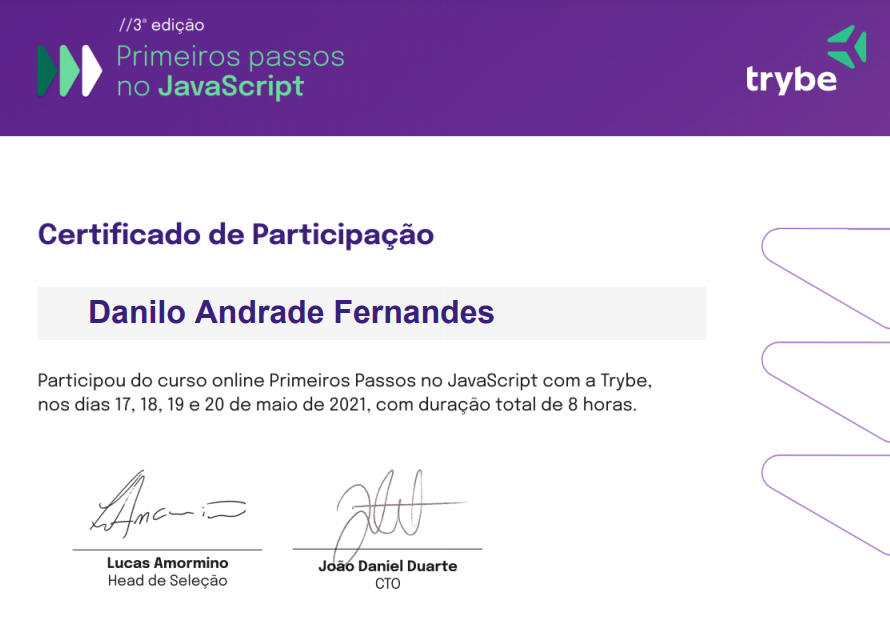 //3ª edição
Primeiros passos
no JavaScript
trybe
Certificado de Participação
Danilo Andrade Fernandes
Participou do curso online Primeiros Passos no JavaScript com a Trybe,
nos dias 17, 18, 19 e 20 de maio de 2021, com duração total de 8 horas.
Lucas Amormino
Head de Seleção
João Daniel Duarte
CTO